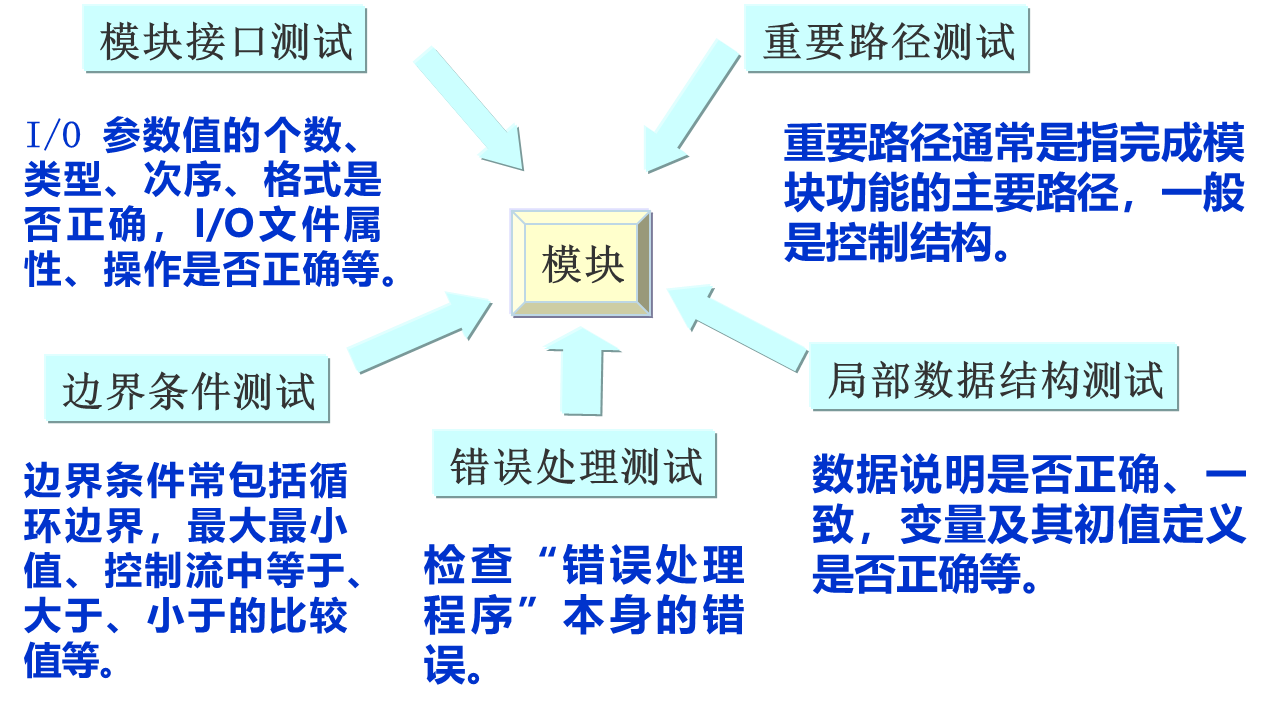 模块接口测试
I/O 参数值的个数、
类型、次序、格式是
否正确，I/O文件属
性、操作是否正确等。
重要路径测试
重要路径通常是指完成模
块功能的主要路径，一般
是控制结构。
模块
边界条件测试
边界条件常包括循
环边界，最大最小
值、控制流中等于、
大于、小于的比较
值等。
错误处理测试
检查“错误处理
程序”本身的错
误。
局部数据结构测试
数据说明是否正确、一
致，变量及其初值定义
是否正确等。